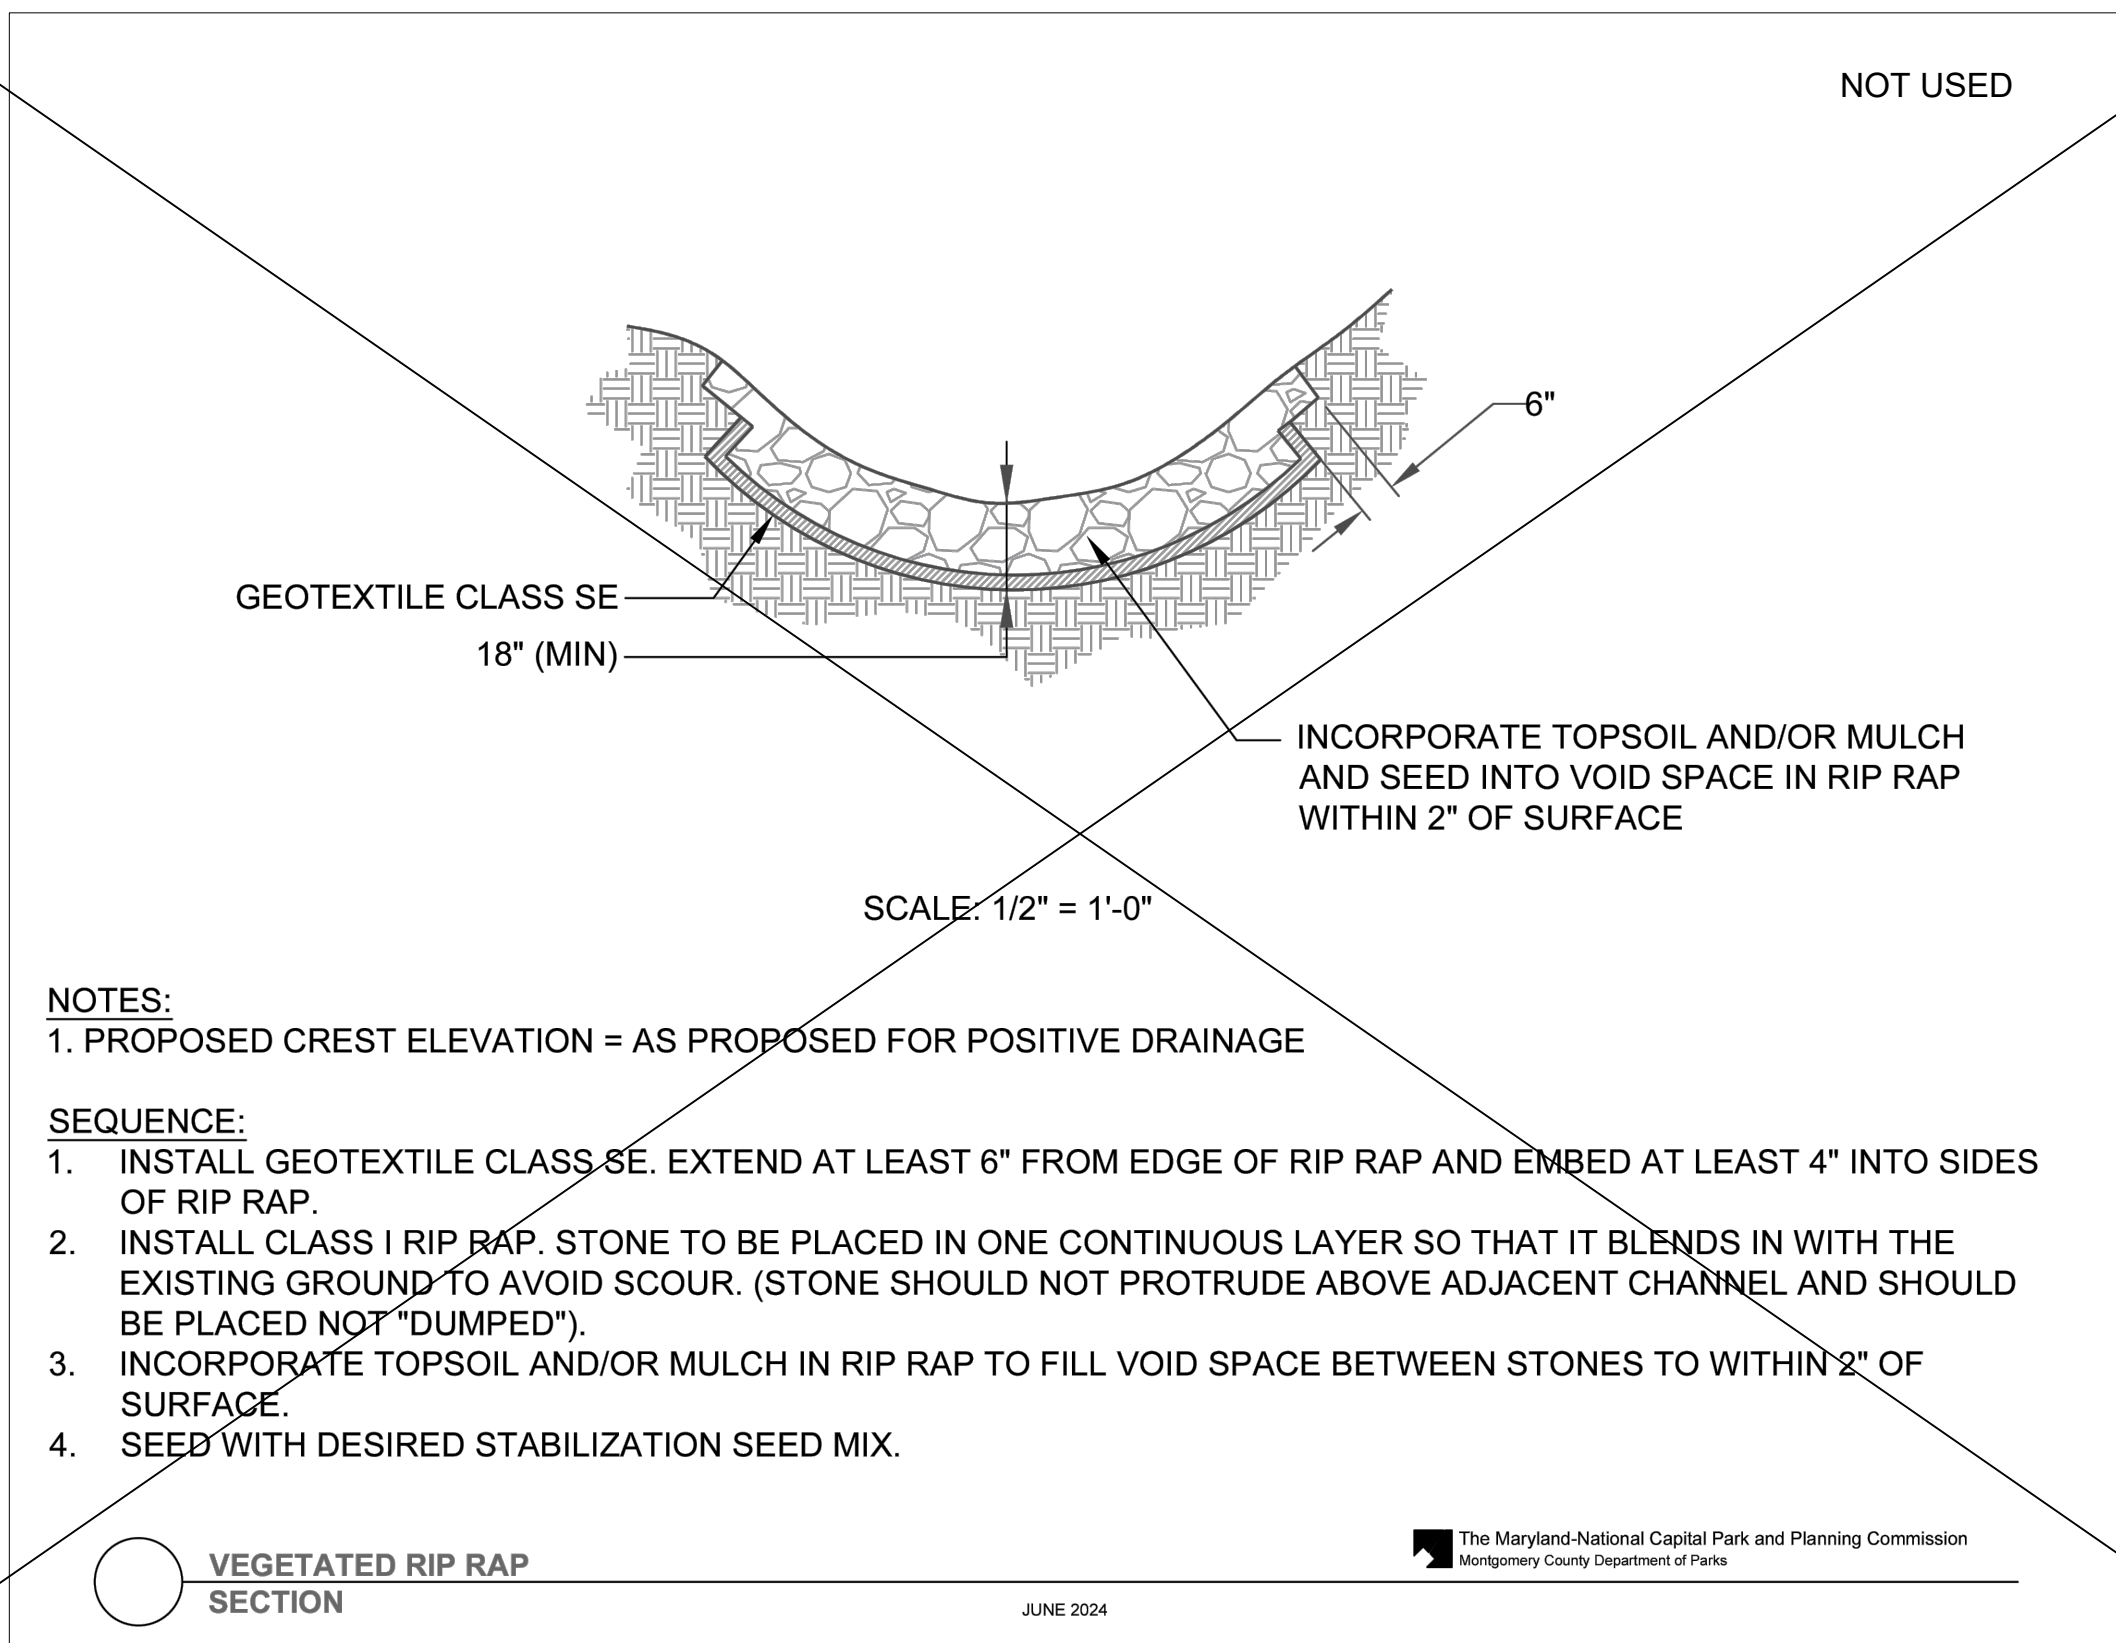 NOT USED
6"
GEOTEXTILE CLASS SE
18" (MIN)
INCORPORATE TOPSOIL AND/OR MULCH
AND SEED INTO VOID SPACE IN RIP RAP
WITHIN 2" OF SURFACE
SCALE: 1/2" = 1'-0"
NOTES:
1. PROPOSED CREST ELEVATION = AS PROPOSED FOR POSITIVE DRAINAGE
SEQUENCE:
1. INSTALL GEOTEXTILE CLASS SE. EXTEND AT LEAST 6" FROM EDGE OF RIP RAP AND EMBED AT LEAST 4" INTO SIDES
OF RIP RAP.
2. INSTALL CLASS I RIP RAP. STONE TO BE PLACED IN ONE CONTINUOUS LAYER SO THAT IT BLENDS IN WITH THE
EXISTING GROUND TO AVOID SCOUR. (STONE SHOULD NOT PROTRUDE ABOVE ADJACENT CHANNEL AND SHOULD
BE PLACED NOT "DUMPED").
3. INCORPORATE TOPSOIL AND/OR MULCH IN RIP RAP TO FILL VOID SPACE BETWEEN STONES TO WITHIN 2" OF
SURFACE.
4. SEED WITH DESIRED STABILIZATION SEED MIX.
VEGETATED RIP RAP
SECTION
The Maryland-National Capital Park and Planning Commission
Montgomery County Department of Parks
JUNE 2024